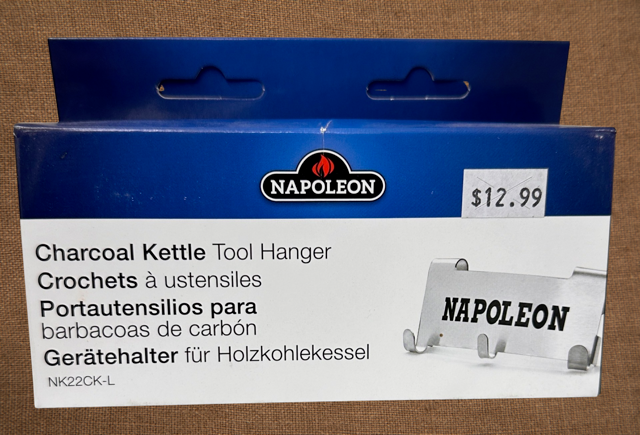 NAPOLEON
$12.99
Charcoal Kettle Tool Hanger
Crochets à ustensiles
Portautensilios para
barbacoas de carbón
Gerätehalter für Holzkohlekessel
NK22CK-L
NAPOLEON